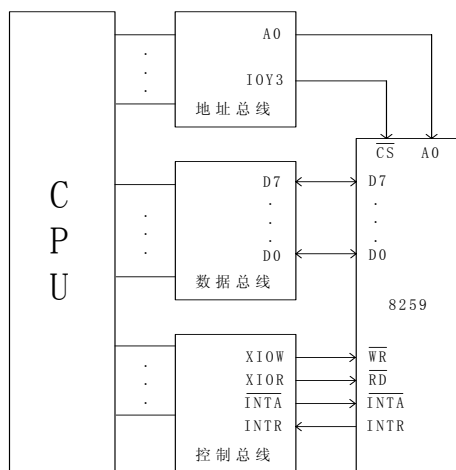 CPU
A0
IOY3
地址总线
D7
D0
数据总线
XIOW
XIOR
INTA
INTR
控制总线
CS A0
D7
D0
8259
WR
RD
INTA
INTR